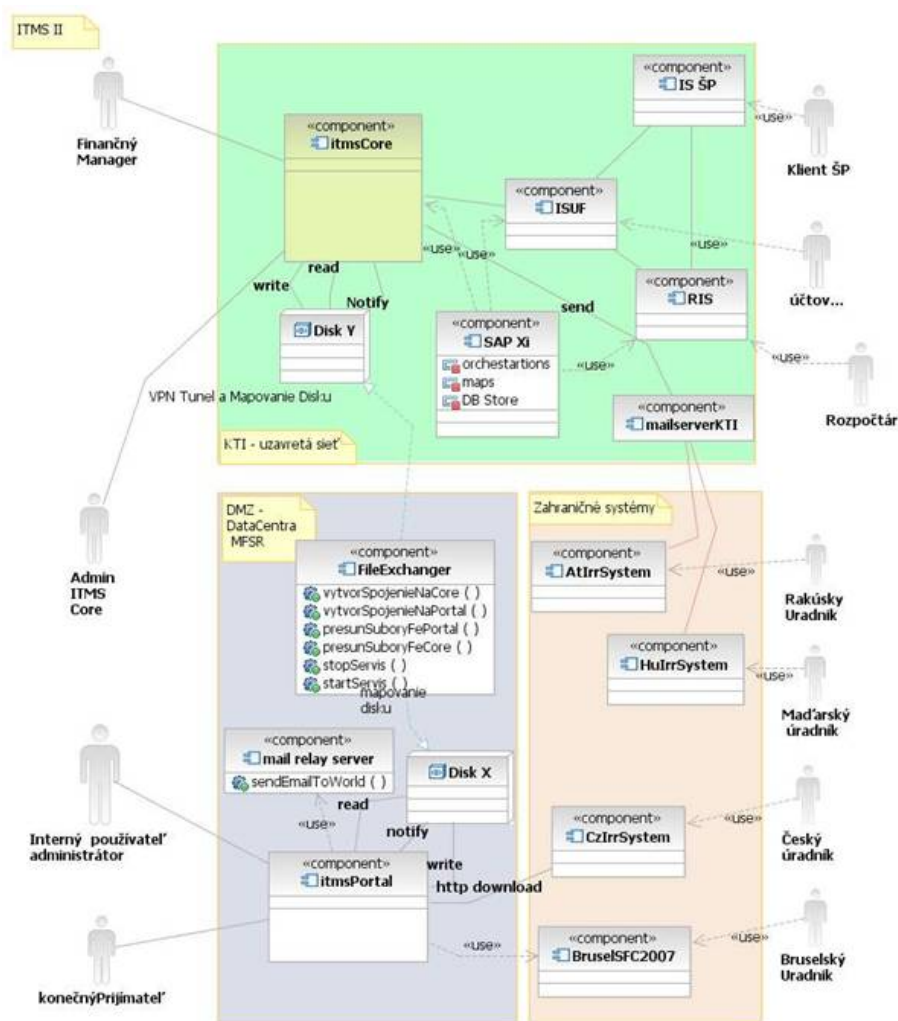 ITMS II
Finančný
Manager
«component»
itmsCore
«component»
IS ŠP
«use»
Klient ŠP
«component»
ISUF
«use»
«use»
«use»
účtov...
read
write
Notify
send
«component»
RIS
Disk Y
«component»
SAP Xi
orchestartions
maps
DB Store
«use»
«use»
Rozpočtár
VPN Tunel a Mapovanie Disku
«component»
mailserverKTI
KTI - uzavretá sieť
Admin
ITMS
Core
DMZ -
DataCentra
MFSR
Zahraničné systémy
«component»
FileExchanger
vytvorSpojenieNaCore ( )
vytvorSpojenieNaPortal ( )
presunSuboryFePortal ( )
presunSuboryFeCore ( )
stopServis ( )
startServis ( )
mapovanie
disku
«component»
AtIrrSystem
«use»
Rakúsky
Uradník
«component»
HuIrrSystem
«use»
Maďarský
úradník
«component»
mail relay server
sendEmailToWorld ( )
Disk X
read
«use»
notify
write
http download
Interný používateľ
administrátor
«component»
itmsPortal
«component»
CzIrrSystem
«use»
Český
úradník
«use»
«component»
BruselSFC2007
«use»
Bruselský
Uradník
konečnýPrijímateľ